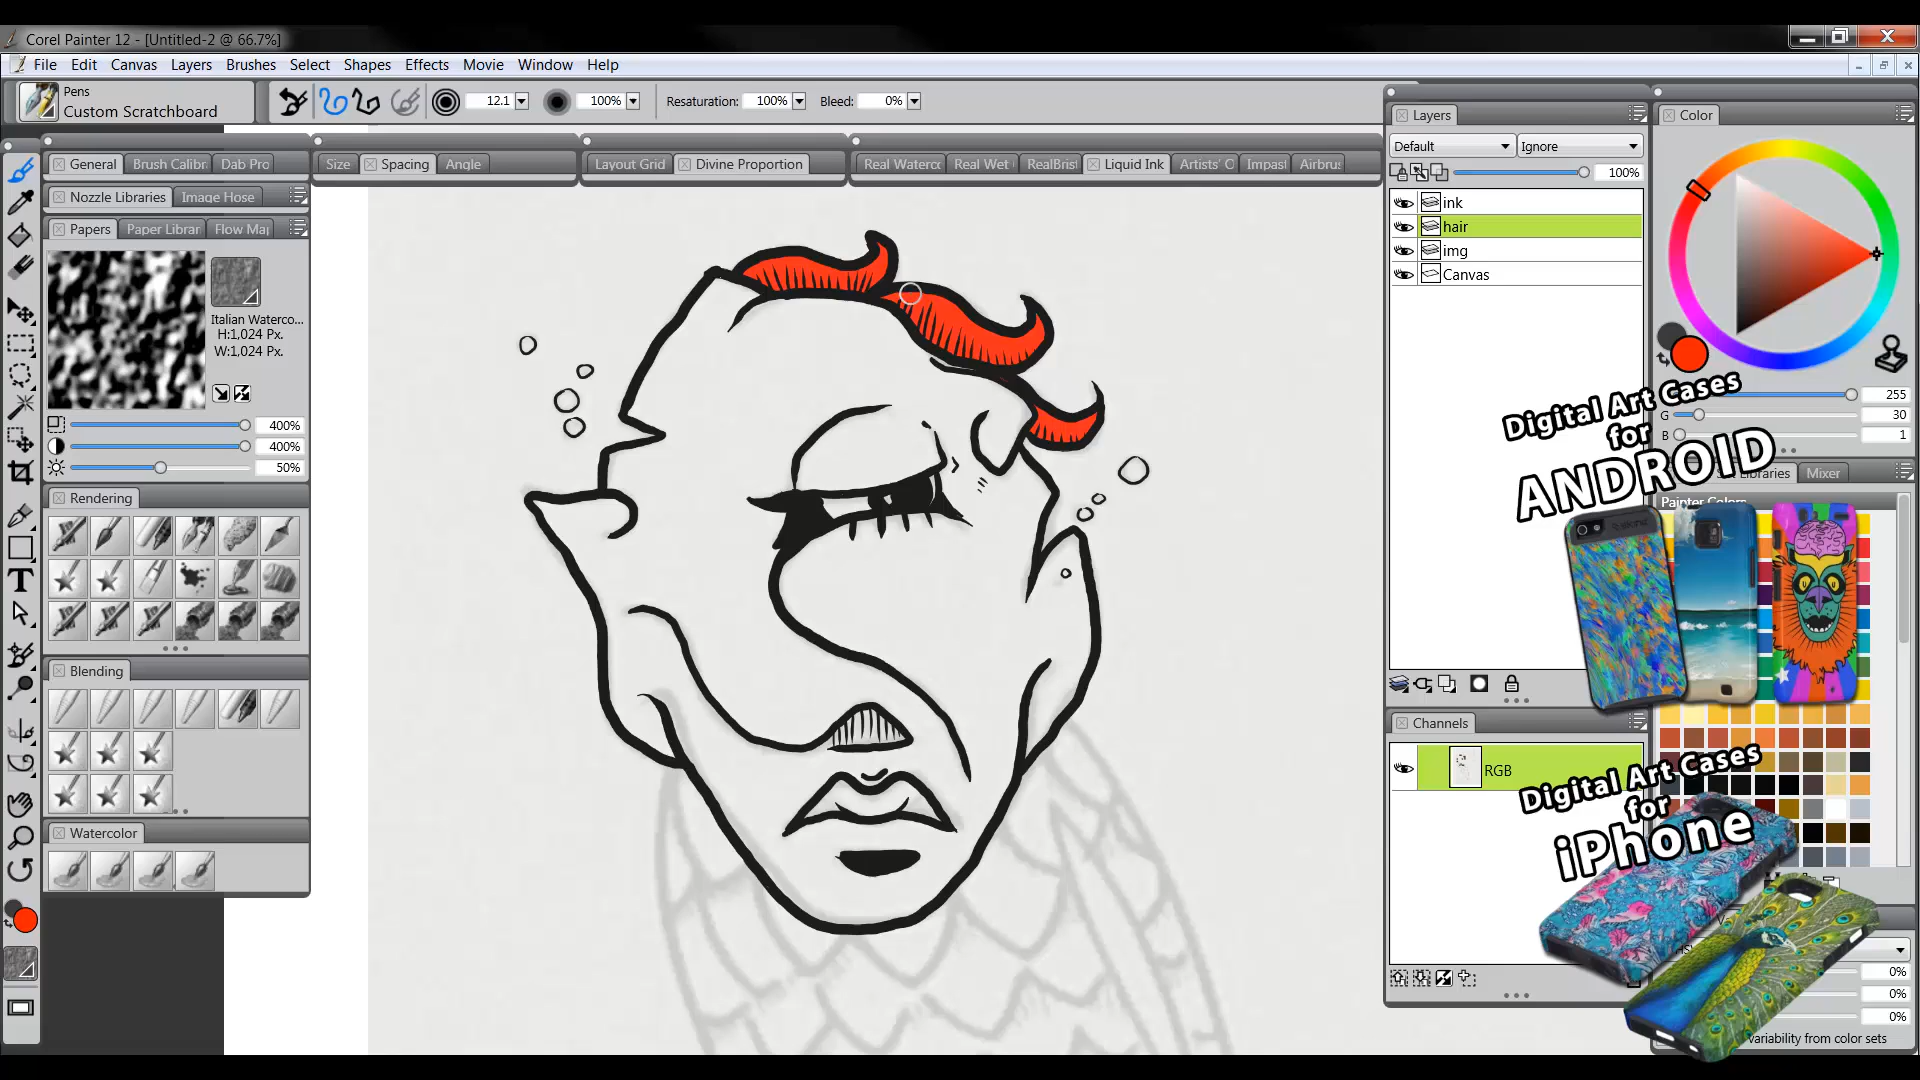 Corel Painter 12 - [Untitled-2 @ 66.7%]
File Edit Canvas Layers Brushes Select Shapes Effects Movie Window Help
Pens
Custom Scratchboard
12.1 100% Resaturation: 100% Bleed: 0%
General Brush Calibr Dab Pro
Size Spacing Angle
Layout Grid Divine Proportion
Real Waterco Real Wet RealBrist Liquid Ink Artists' O Impast Airbrus
Nozzle Libraries Image Hose
Papers Paper Librar Flow Map
Italian Waterco...
H:1,024 Px.
W:1,024 Px.
400%
400%
50%
Rendering
Blending
Watercolor
T
Layers
Default Ignore
100%
ink
hair
img
Canvas
Channels
RGB
Color
255
G 30
B 1
Libraries Mixer
Painter Colors
Digital Art Cases
for
ANDROID
Digital Art Cases
for
iPhone
0%
0%
0%
variability from color sets